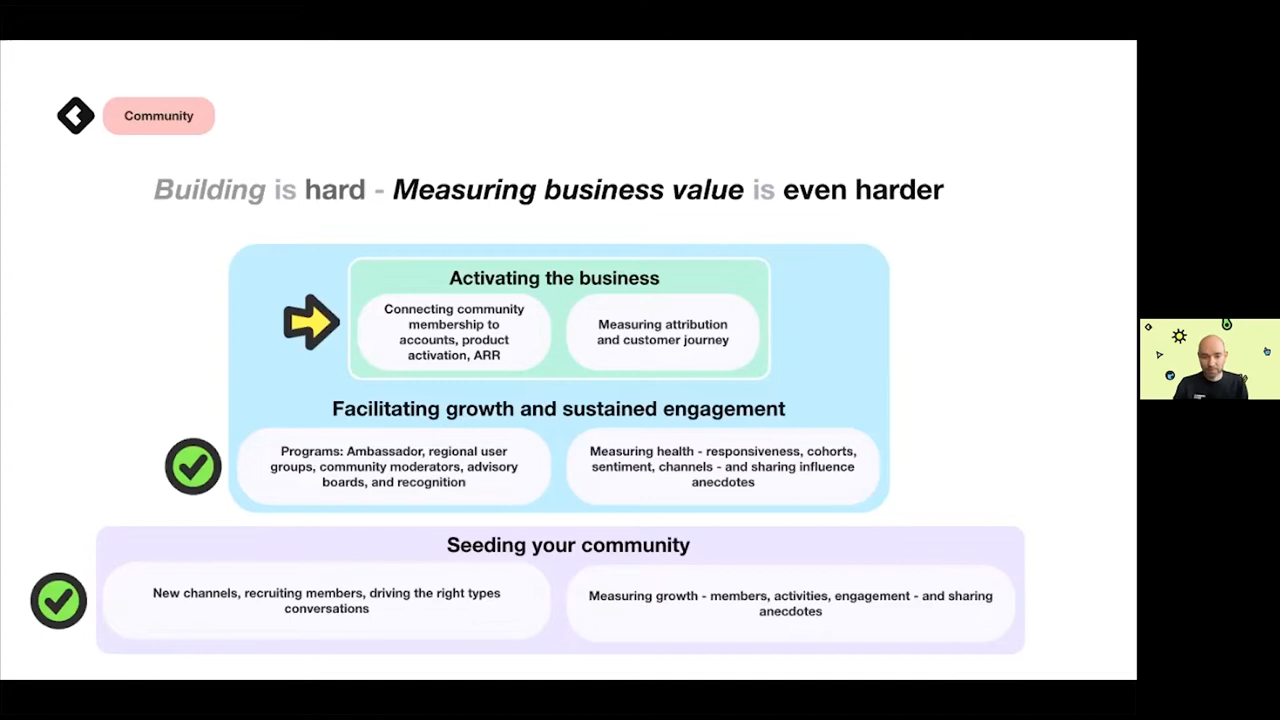 Community
Building is hard - Measuring business value is even harder
Activating the business
Connecting community
membership to
accounts, product
activation, ARR
Measuring attribution
and customer journey
Facilitating growth and sustained engagement
Programs: Ambassador, regional user
groups, community moderators, advisory
boards, and recognition
Measuring health - responsiveness, cohorts,
sentiment, channels - and sharing influence
anecdotes
Seeding your community
New channels, recruiting members, driving the right types
conversations
Measuring growth - members, activities, engagement - and sharing
anecdotes